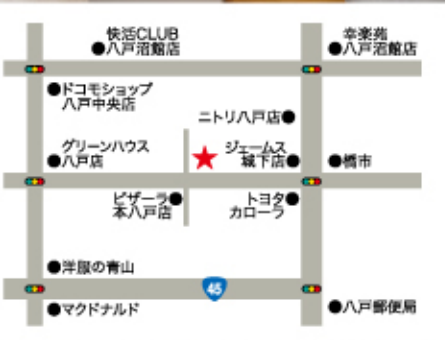 快活CLUB
●八戸沼館店
幸楽苑
●八戸沼館店
●ドコモショップ
八戸中央店
ニトリ八戸店●
グリーンハウス
●八戸店
ジェームス
城下店●
●橋市
ピザーラ●
本八戸店
トヨタ●
カローラ
●洋服の青山
45
●マクドナルド
●八戸郵便局